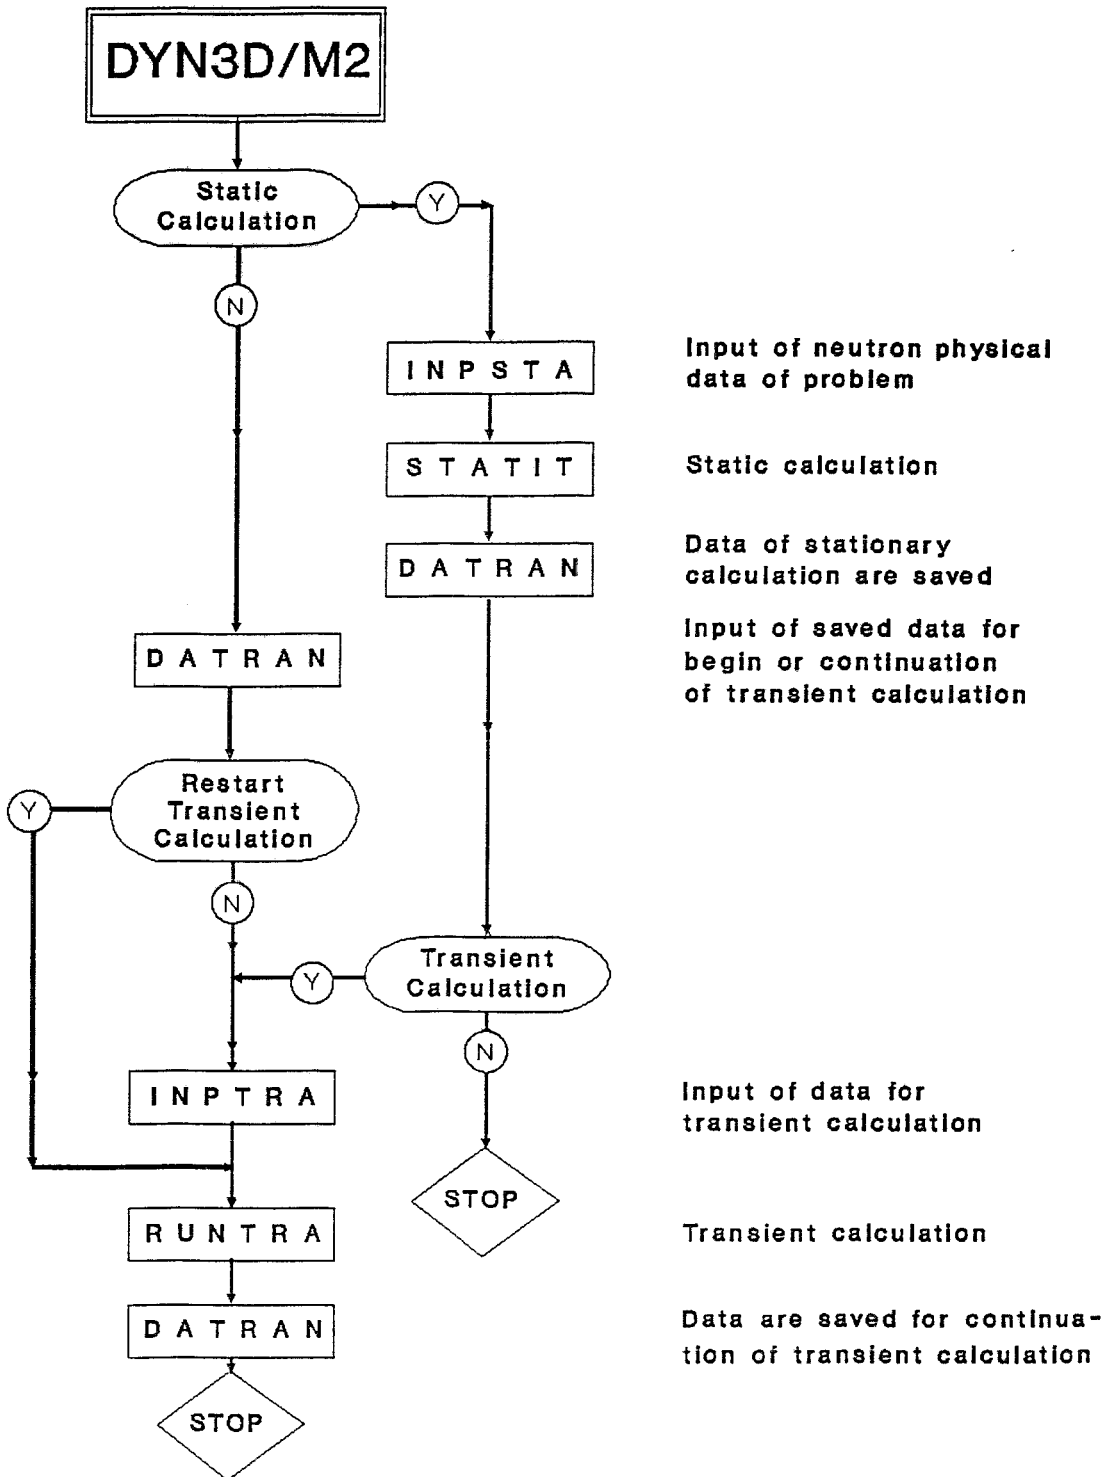 DYN3D/M2
Static
Calculation
Y
N
INPSTA
Input of neutron physical
data of problem
STATIT
Static calculation
DATRAN
Data of stationary
calculation are saved
DATRAN
Input of saved data for
begin or continuation
of transient calculation
Restart
Transient
Calculation
Y
N
Transient
Calculation
Y
N
INPTRA
Input of data for
transient calculation
STOP
RUNTRA
Transient calculation
DATRAN
Data are saved for continua-
tion of transient calculation
STOP